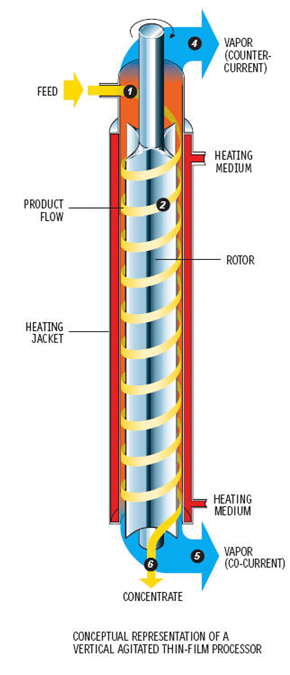 4
VAPOR
(COUNTER-
CURRENT)
FEED
1
HEATING
MEDIUM
PRODUCT
FLOW
2
ROTOR
HEATING
JACKET
HEATING
MEDIUM
5
VAPOR
(CO-CURRENT)
6
CONCENTRATE
CONCEPTUAL REPRESENTATION OF A
VERTICAL AGITATED THIN-FILM PROCESSOR